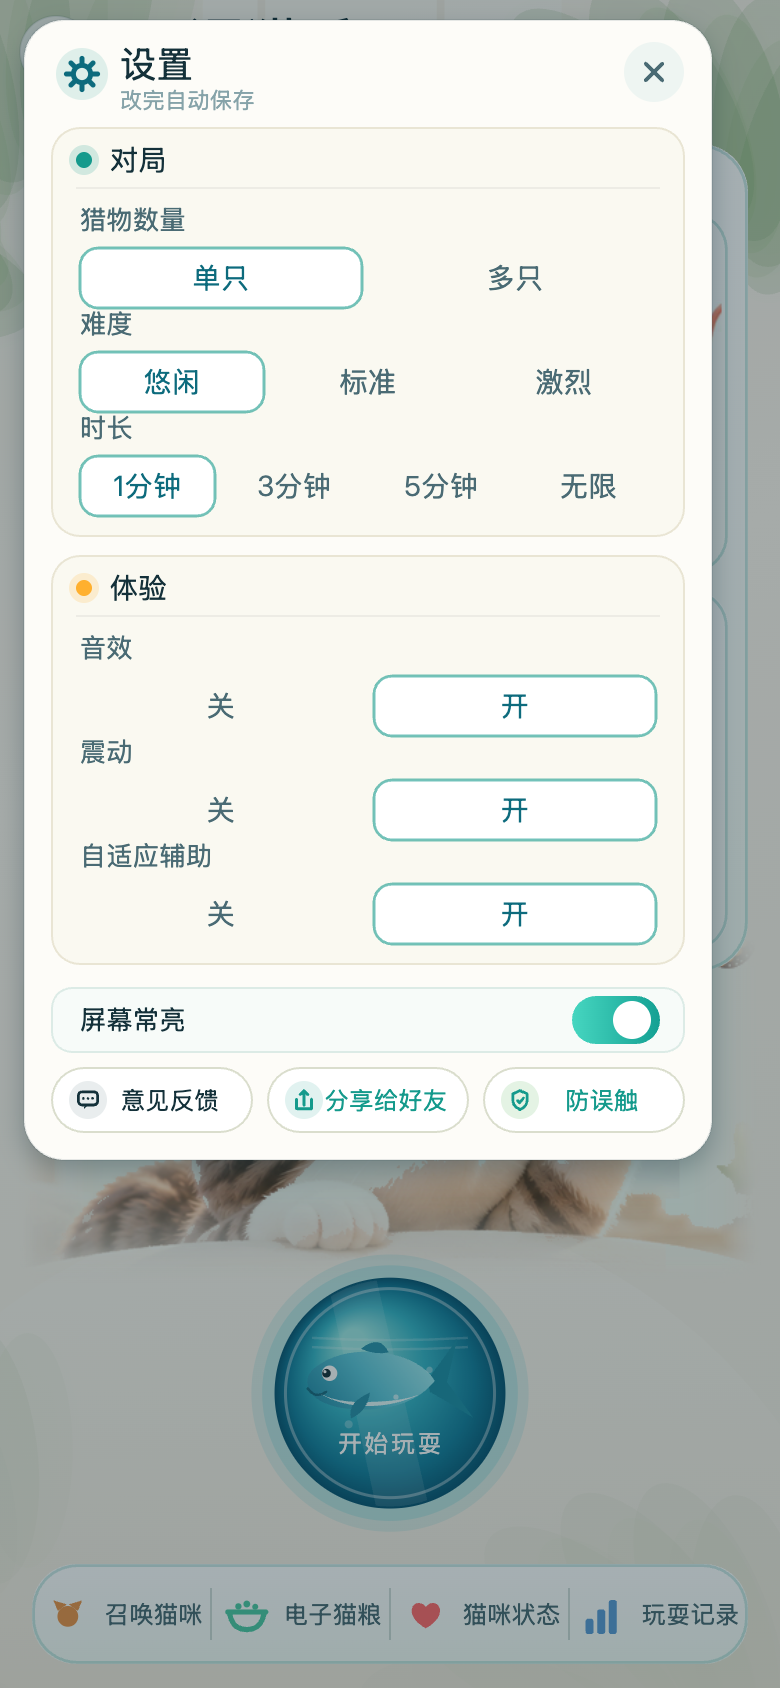 设置
改完自动保存
对局
猎物数量
单只 多只
难度
悠闲 标准 激烈
时长
1分钟 3分钟 5分钟 无限
体验
音效
关 开
震动
关 开
自适应辅助
关 开
屏幕常亮
意见反馈 分享给好友 防误触
开始玩耍
召唤猫咪 电子猫粮 猫咪状态 玩耍记录